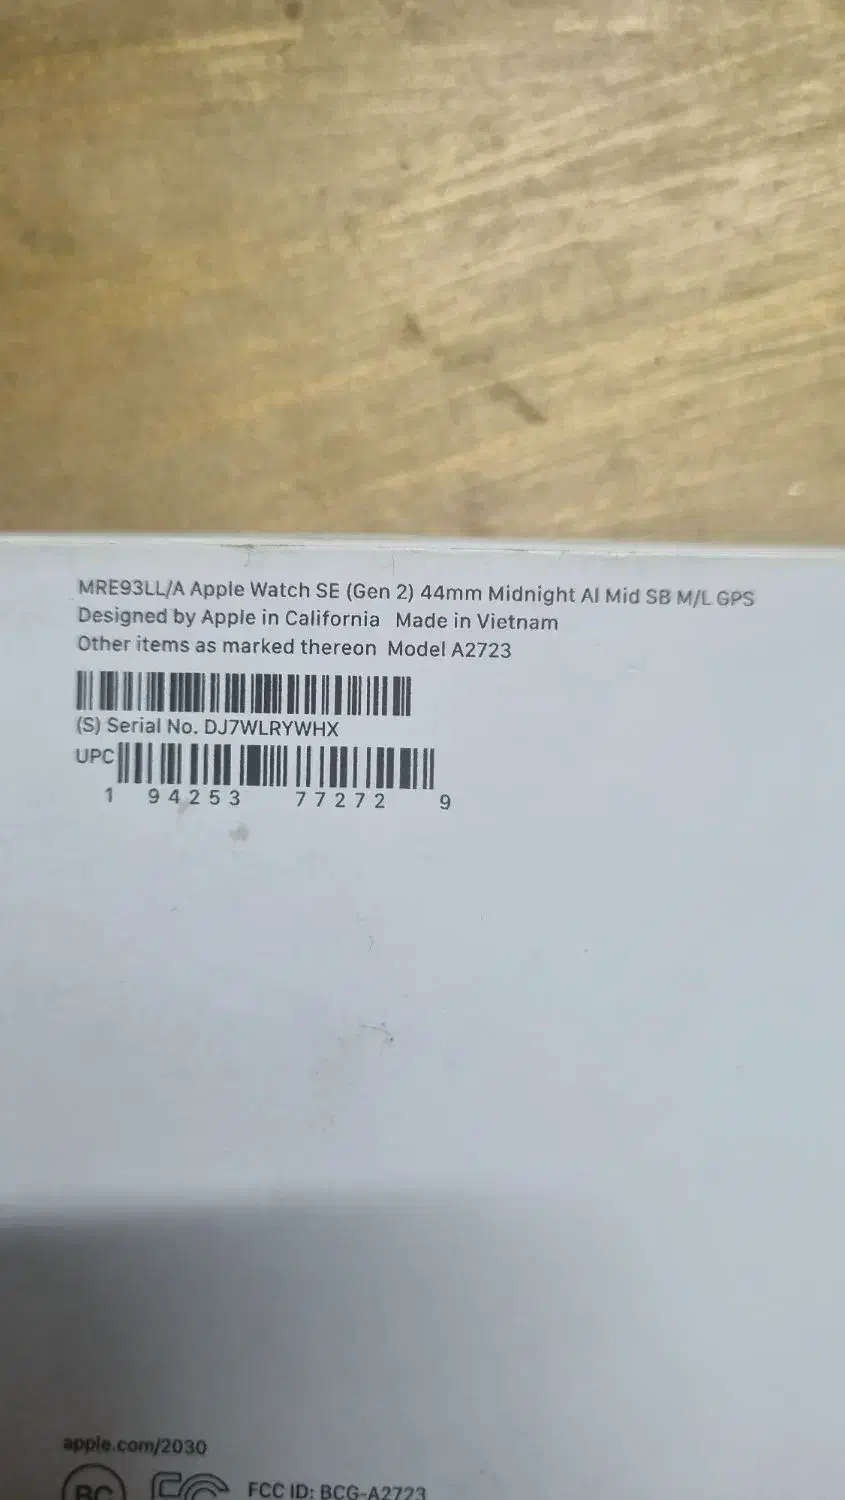 MRE93LL/A Apple Watch SE (Gen 2) 44mm Midnight Al Mid SB M/L GPS
Designed by Apple in California Made in Vietnam
Other items as marked thereon Model A2723
(S) Serial No. DJ7WLRYWHX
UPC
1 94253 77272 9
apple.com/2030
BC FC FCC ID: BCG-A2723